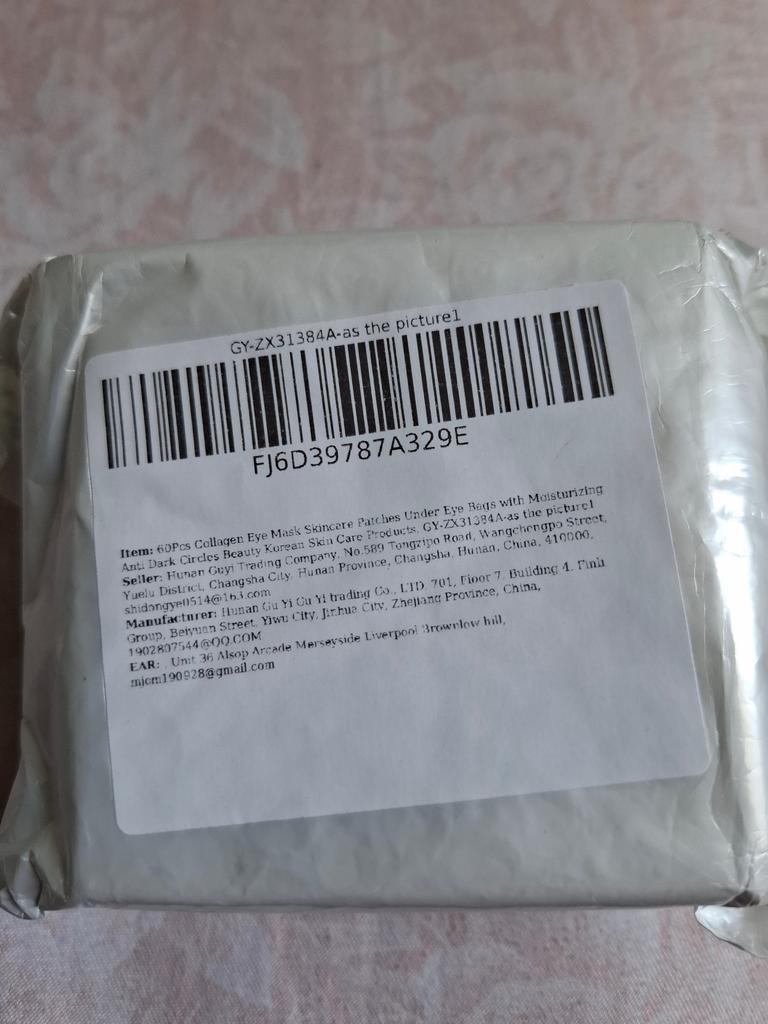 GY-ZX31384A-as the picture1
FJ6D39787A329E
Item: 60Pcs Collagen Eye Mask Skincare Patches Under Eye Bags with Moisturizing
Anti Dark Circles Beauty Korean Skin Care Products, GY-ZX31384A-as the picture1
Seller: Hunan Guyi Trading Company, No.589 Tongzipo Road, Wangchengpo Street,
Yuelu District, Changsha City, Hunan Province, Changsha, Hunan, China, 410000,
shidongye0514@163.com
Manufacturer: Hunan Gu Yi Gu Yi trading Co., LTD, 701, Floor 7, Building 4, Jinli
Group, Beiyuan Street, Yiwu City, Jinhua City, Zhejiang Province, China,
1902807544@QQ.COM
EAR: , Unit 36 Alsop Arcade Merseyside Liverpool Brownlow hill,
mjcm190928@gmail.com